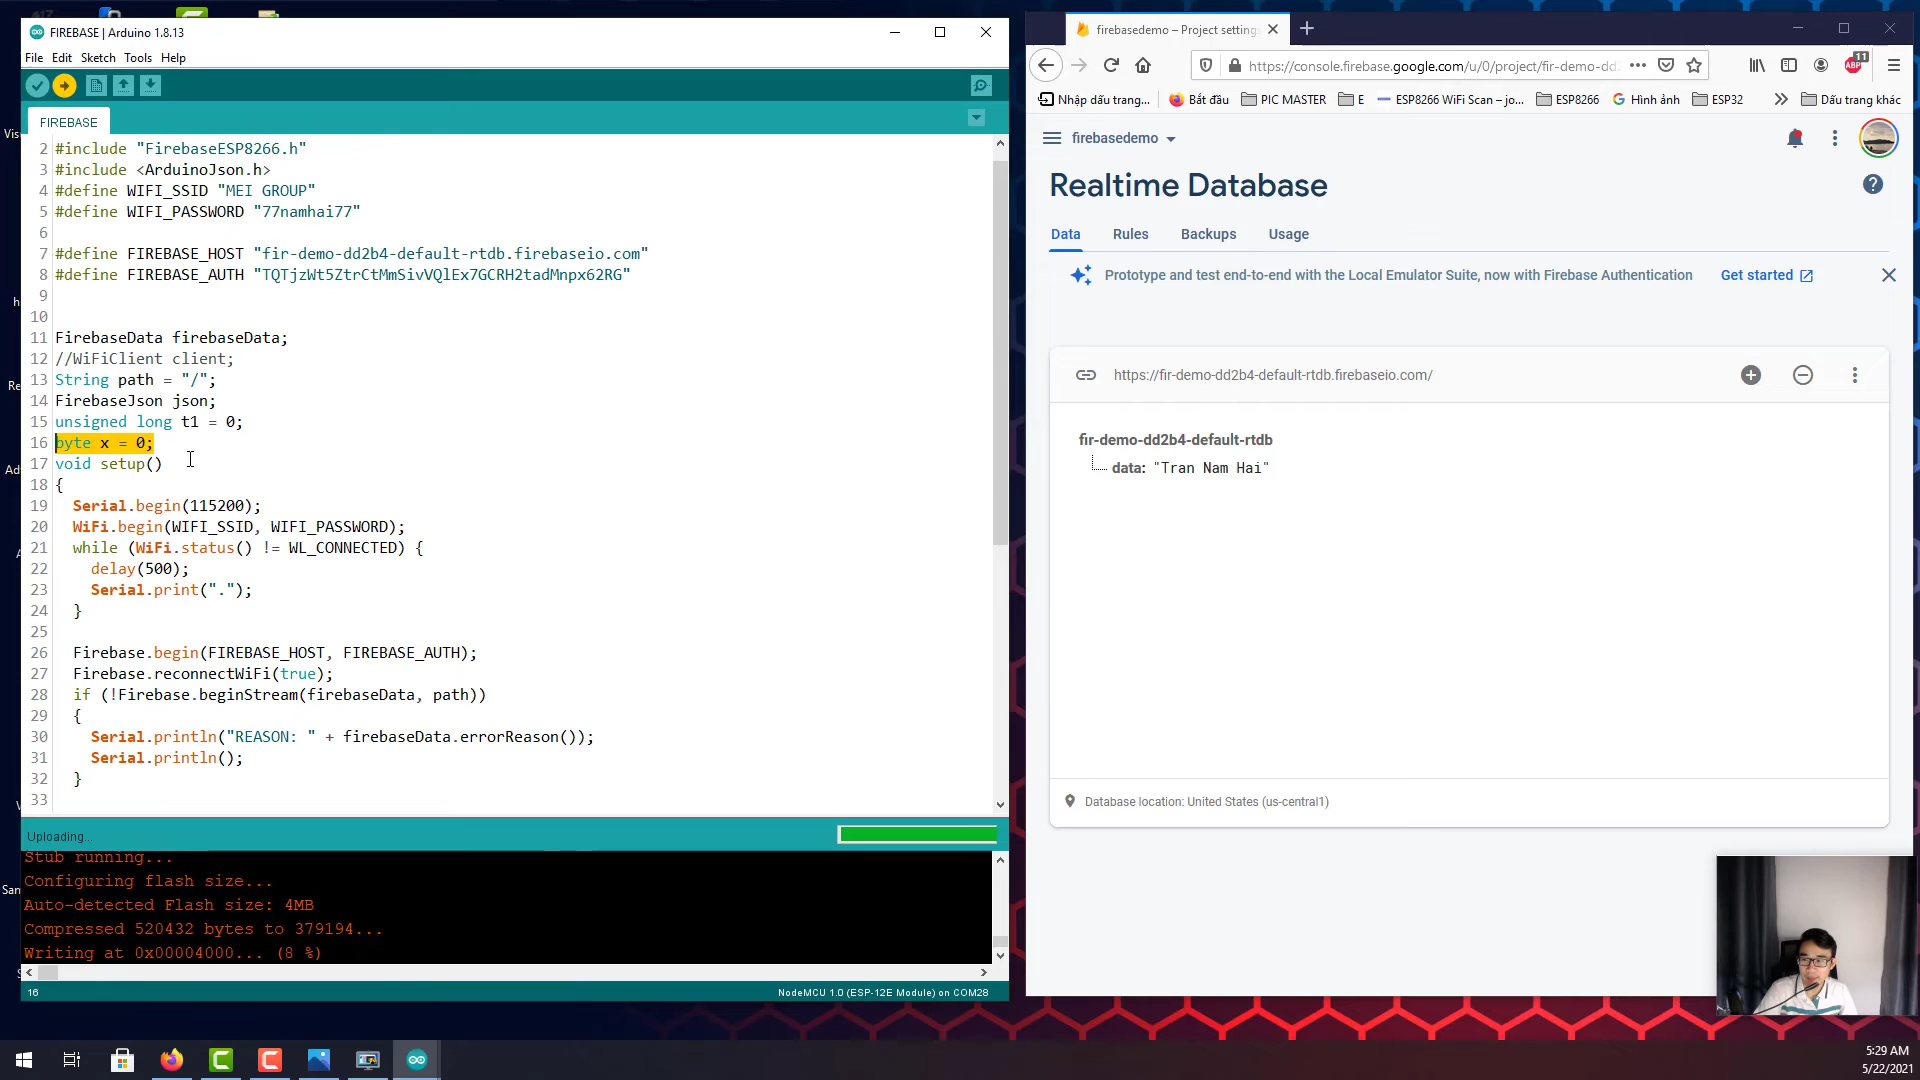 FIREBASE | Arduino 1.8.13
File Edit Sketch Tools Help
FIREBASE
2 #include "FirebaseESP8266.h"
3 #include <ArduinoJson.h>
4 #define WIFI_SSID "MEI GROUP"
5 #define WIFI_PASSWORD "77namhai77"
6
7 #define FIREBASE_HOST "fir-demo-dd2b4-default-rtdb.firebaseio.com"
8 #define FIREBASE_AUTH "TQTjzWt5ZtrCtMmSivVQlEx7GCRH2tadMnpx62RG"
9
10
11 FirebaseData firebaseData;
12 //WiFiClient client;
13 String path = "/";
14 FirebaseJson json;
15 unsigned long t1 = 0;
16 byte x = 0;
17 void setup()
18 {
19 Serial.begin(115200);
20 WiFi.begin(WIFI_SSID, WIFI_PASSWORD);
21 while (WiFi.status() != WL_CONNECTED) {
22 delay(500);
23 Serial.print(".");
24 }
25
26 Firebase.begin(FIREBASE_HOST, FIREBASE_AUTH);
27 Firebase.reconnectWiFi(true);
28 if (!Firebase.beginStream(firebaseData, path))
29 {
30 Serial.println("REASON: " + firebaseData.errorReason());
31 Serial.println();
32 }
33
Uploading...
Stub running...
Configuring flash size...
Auto-detected Flash size: 4MB
Compressed 520432 bytes to 379194...
Writing at 0x00004000... (8 %)
16
NodeMCU 1.0 (ESP-12E Module) on COM28
firebasedemo – Project setting
https://console.firebase.google.com/u/0/project/fir-demo-dd
11
ABP
Nhập dấu trang... Bắt đầu PIC MASTER E ESP8266 WiFi Scan – jo... ESP8266 Hình ảnh ESP32 Dấu trang khác
firebasedemo
Realtime Database
Data Rules Backups Usage
Prototype and test end-to-end with the Local Emulator Suite, now with Firebase Authentication Get started
https://fir-demo-dd2b4-default-rtdb.firebaseio.com/
fir-demo-dd2b4-default-rtdb
data: "Tran Nam Hai"
Database location: United States (us-central1)
5:29 AM
5/22/2021